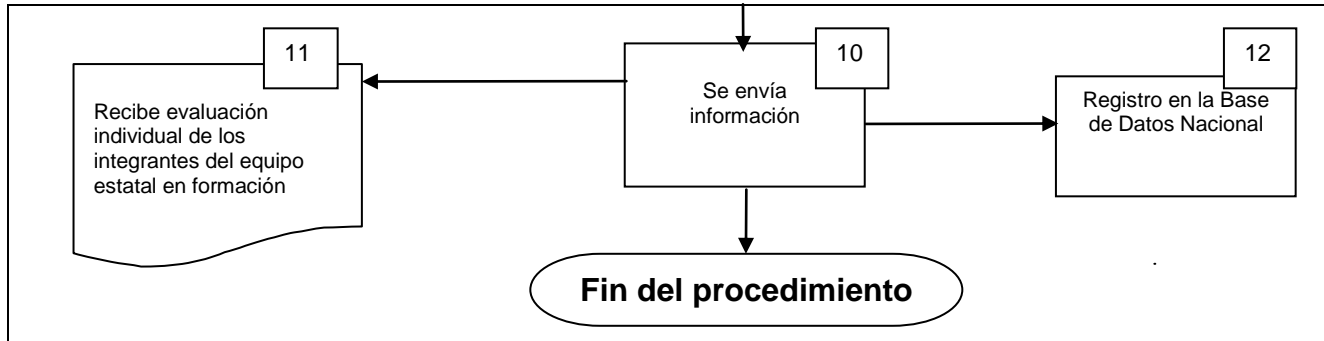 11
Recibe evaluación
individual de los
integrantes del equipo
estatal en formación
10
Se envía
información
12
Registro en la Base
de Datos Nacional
.
Fin del procedimiento